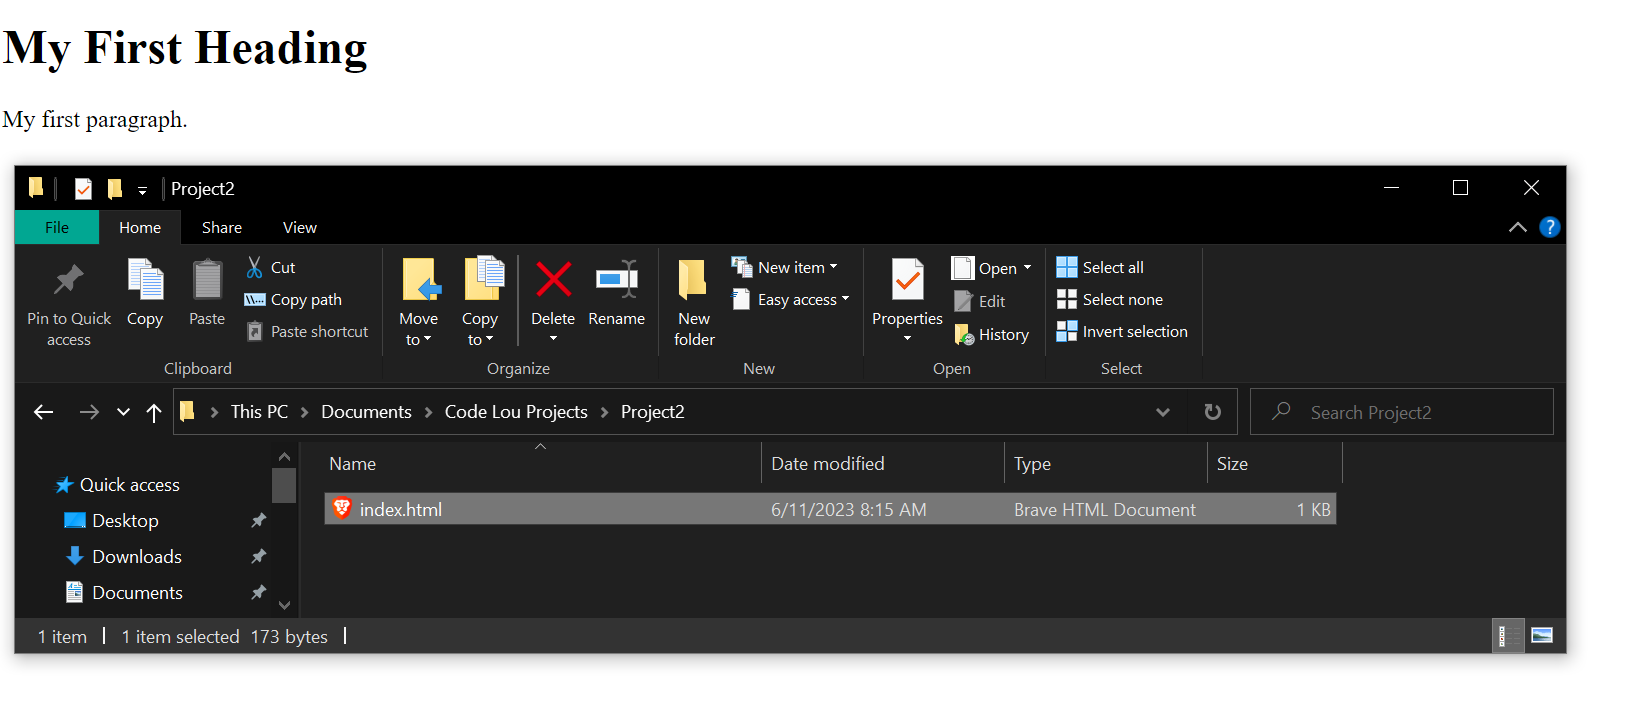 My First Heading
My first paragraph.
Project2
File Home Share View
?
Pin to Quick access
Copy
Paste
Cut
Copy path
Paste shortcut
Clipboard
Move to
Copy to
Delete
Rename
Organize
New folder
New item
Easy access
New
Properties
Open
Edit
History
Open
Select all
Select none
Invert selection
Select
This PC > Documents > Code Lou Projects > Project2
Search Project2
Name Date modified Type Size
Quick access
Desktop
Downloads
Documents
index.html 6/11/2023 8:15 AM Brave HTML Document 1 KB
1 item 1 item selected 173 bytes